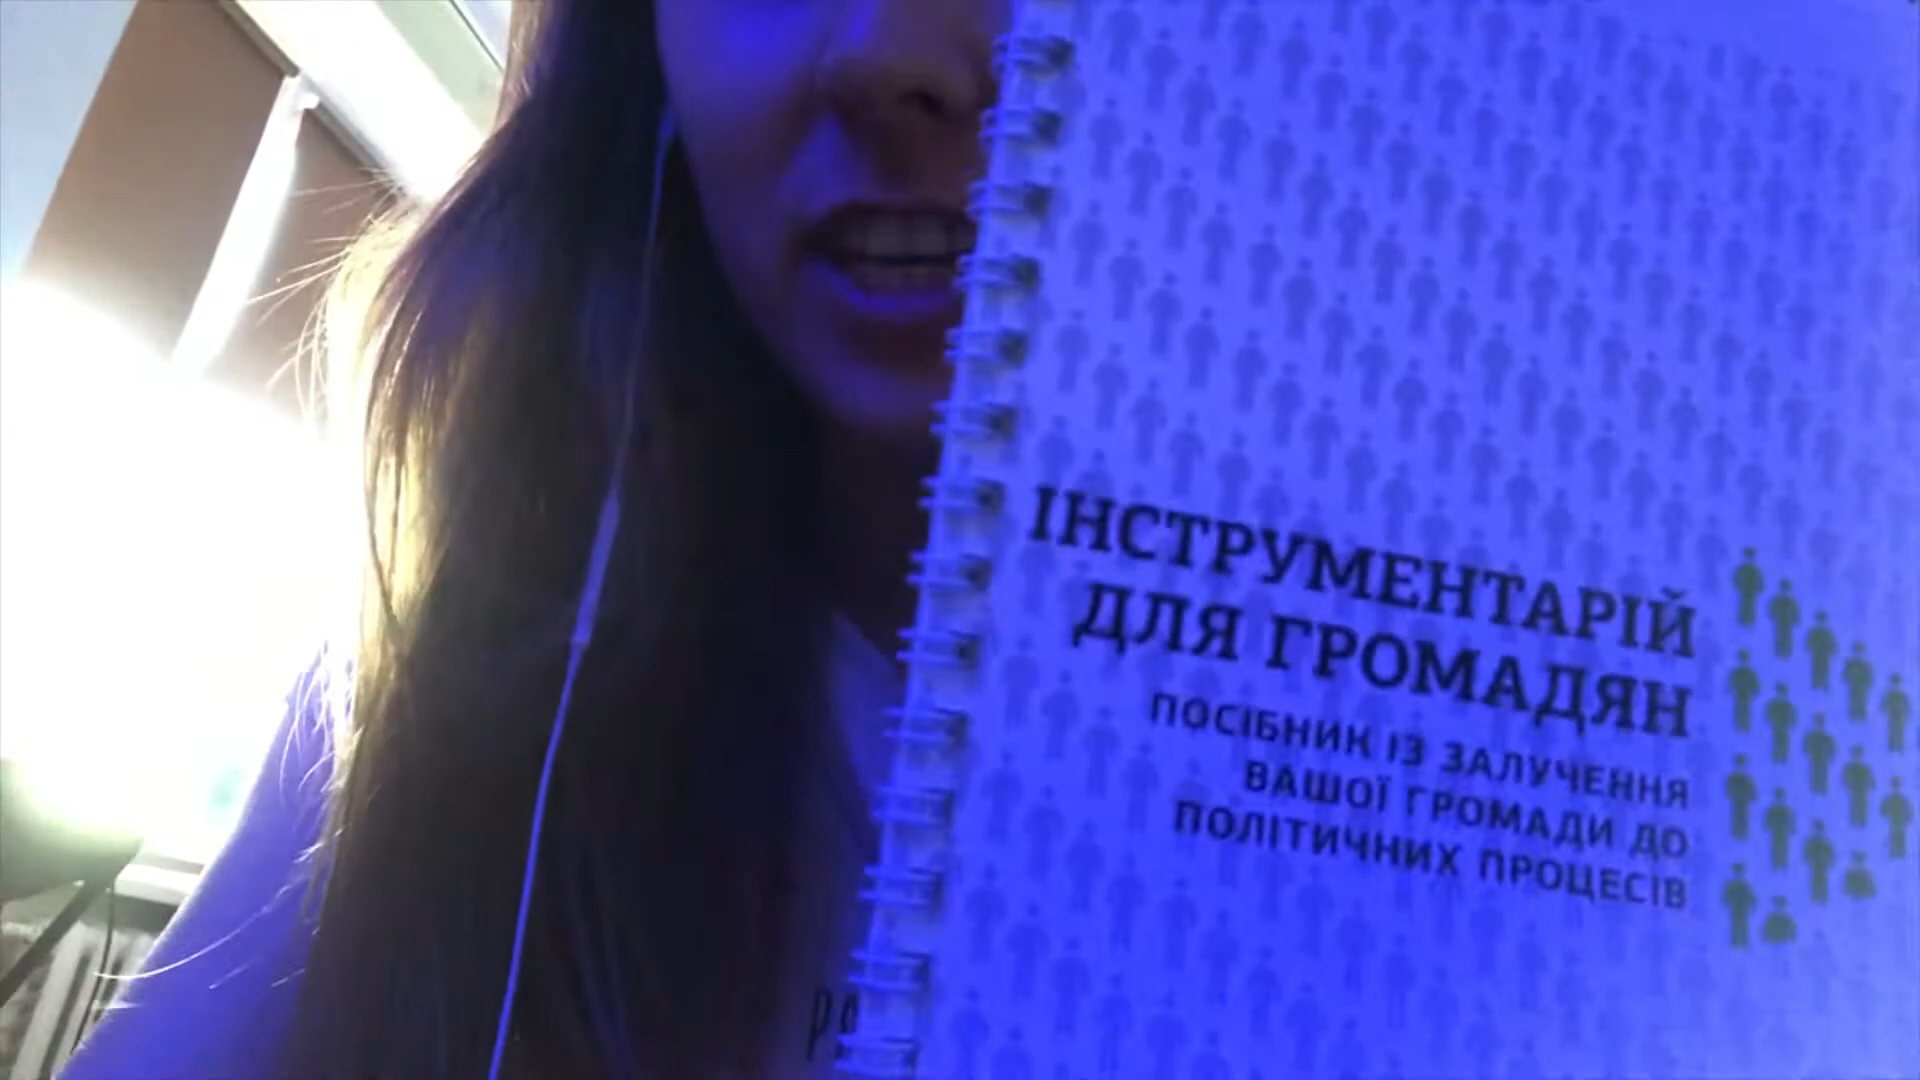 ІНСТРУМЕНТАРІЙ
ДЛЯ ГРОМАДЯН
ПОСІБНИК ІЗ ЗАЛУЧЕННЯ
ВАШОЇ ГРОМАДИ ДО
ПОЛІТИЧНИХ ПРОЦЕСІВ